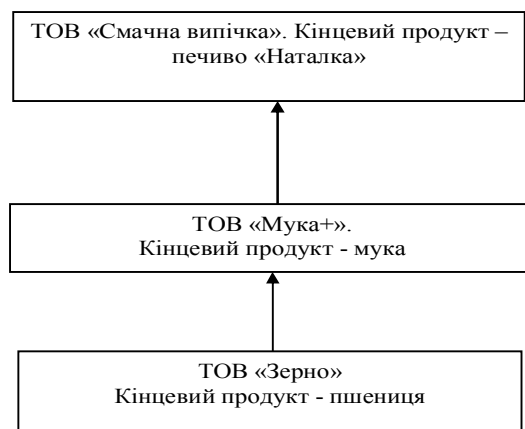 ТОВ «Смачна випічка». Кінцевий продукт –
печиво «Наталка»
ТОВ «Мука+».
Кінцевий продукт - мука
ТОВ «Зерно»
Кінцевий продукт - пшениця